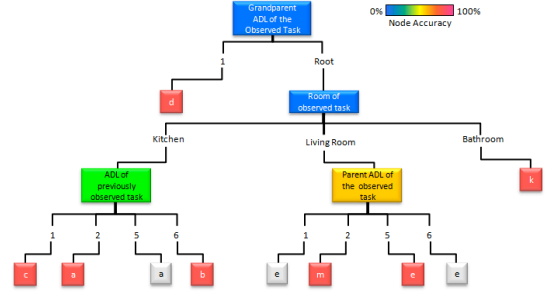 Grandparent
ADL of the
Observed Task
0% 100%
Node Accuracy
1 Root
d
Room of
observed task
Kitchen Living Room Bathroom
ADL of
previously
observed task
Parent ADL of
the observed
task
k
1 2 5 6 1 2 5 6
c a a b e m e e